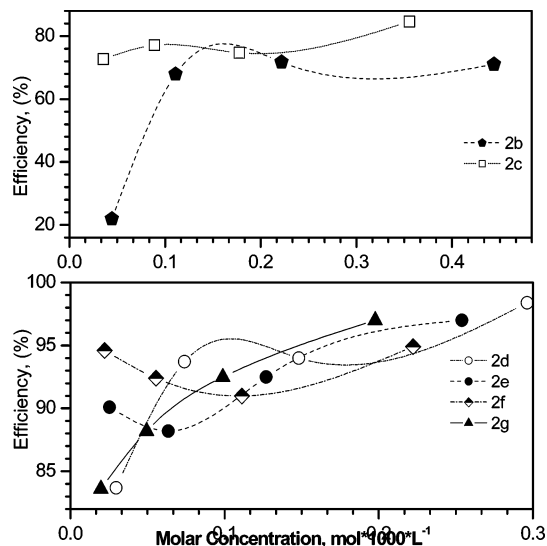 80
60
40
20
Efficiency, (%)
2b
2c
0.0 0.1 0.2 0.3 0.4
100
95
90
85
Efficiency, (%)
2d
2e
2f
2g
0.0 0.1 0.2 0.3
Molar Concentration, mol*1000*L⁻¹